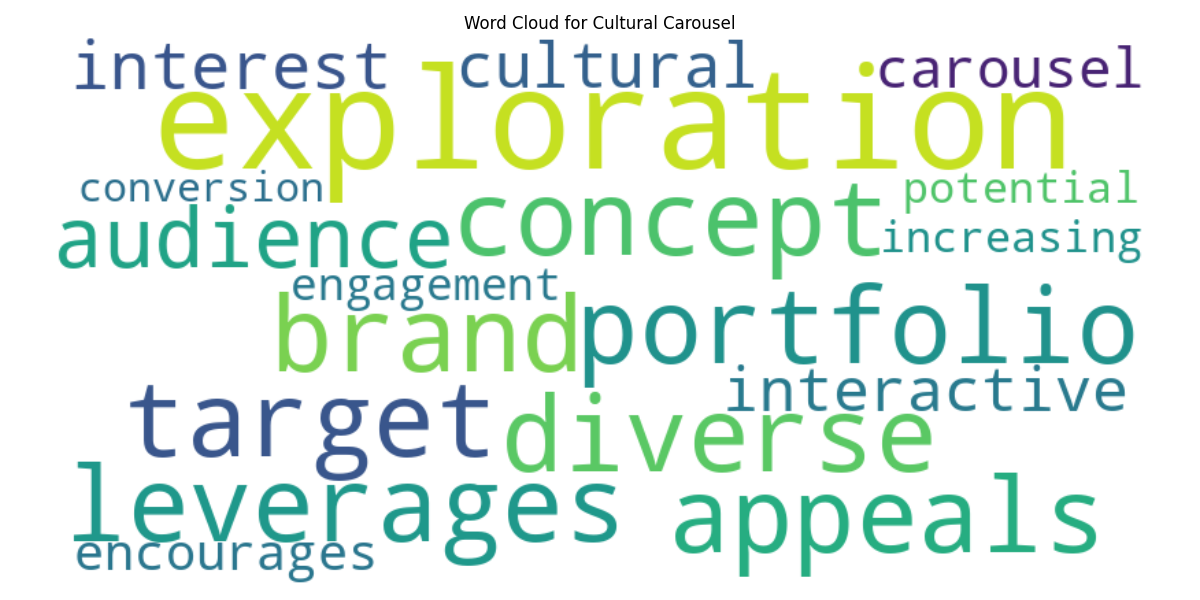 Word Cloud for Cultural Carousel
interest cultural carousel
exploration
conversion concept potential
audience increasing
engagement
brand portfolio
interactive
target diverse
leverages appeals
encourages